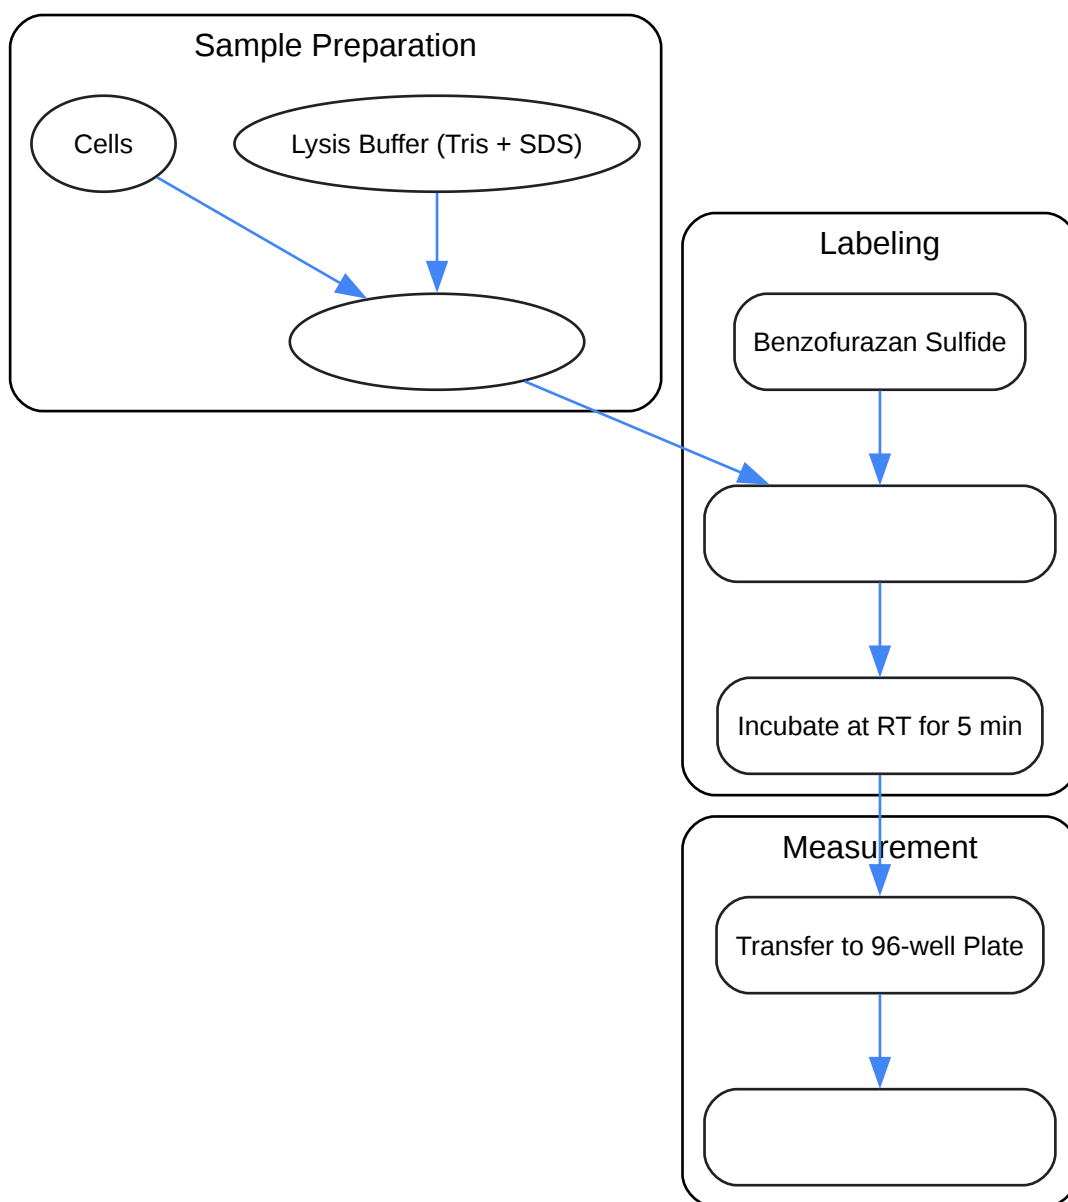 Sample Preparation
Cells
Lysis Buffer (Tris + SDS)
Labeling
Benzofurazan Sulfide
Incubate at RT for 5 min
Measurement
Transfer to 96-well Plate